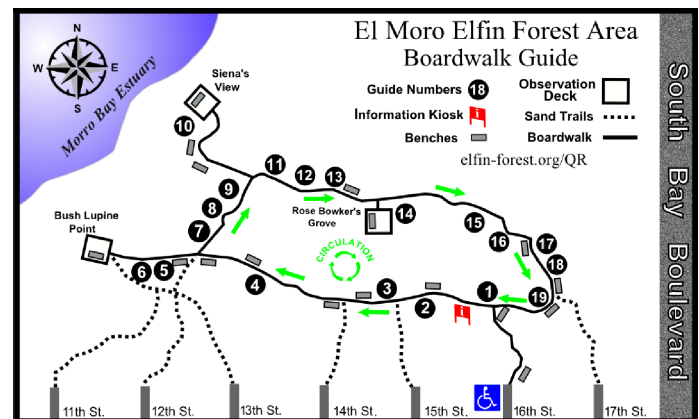 El Moro Elfin Forest Area
Boardwalk Guide
N
W
E
S
Morro Bay Estuary
Guide Numbers 18
Observation
Deck
Information Kiosk i
Sand Trails
Benches
Boardwalk
elfin-forest.org/QR
South Bay Boulevard
Siena's
View
10
11
12
13
9
8
7
Rose Bowker's
Grove
14
15
16
17
18
19
Bush Lupine
Point
6
5
4
CIRCULATION
3
2
1
i
11th St.
12th St.
13th St.
14th St.
15th St.
16th St.
17th St.